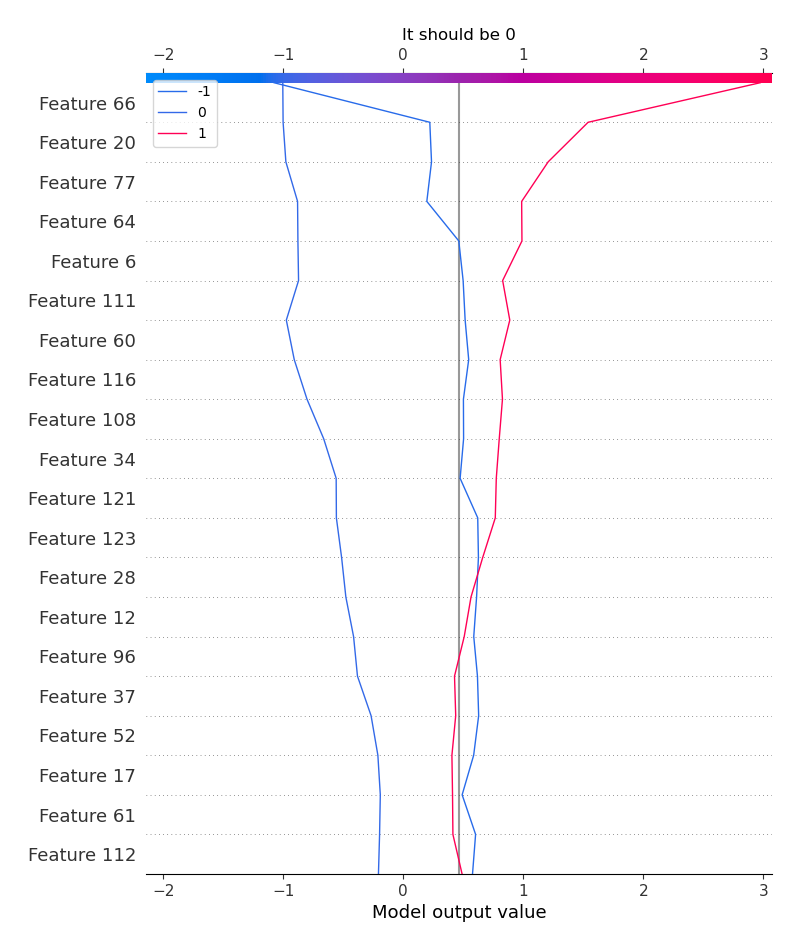 It should be 0
−2 −1 0 1 2 3
-1
0
1
Feature 66
Feature 20
Feature 77
Feature 64
Feature 6
Feature 111
Feature 60
Feature 116
Feature 108
Feature 34
Feature 121
Feature 123
Feature 28
Feature 12
Feature 96
Feature 37
Feature 52
Feature 17
Feature 61
Feature 112
−2 −1 0 1 2 3
Model output value